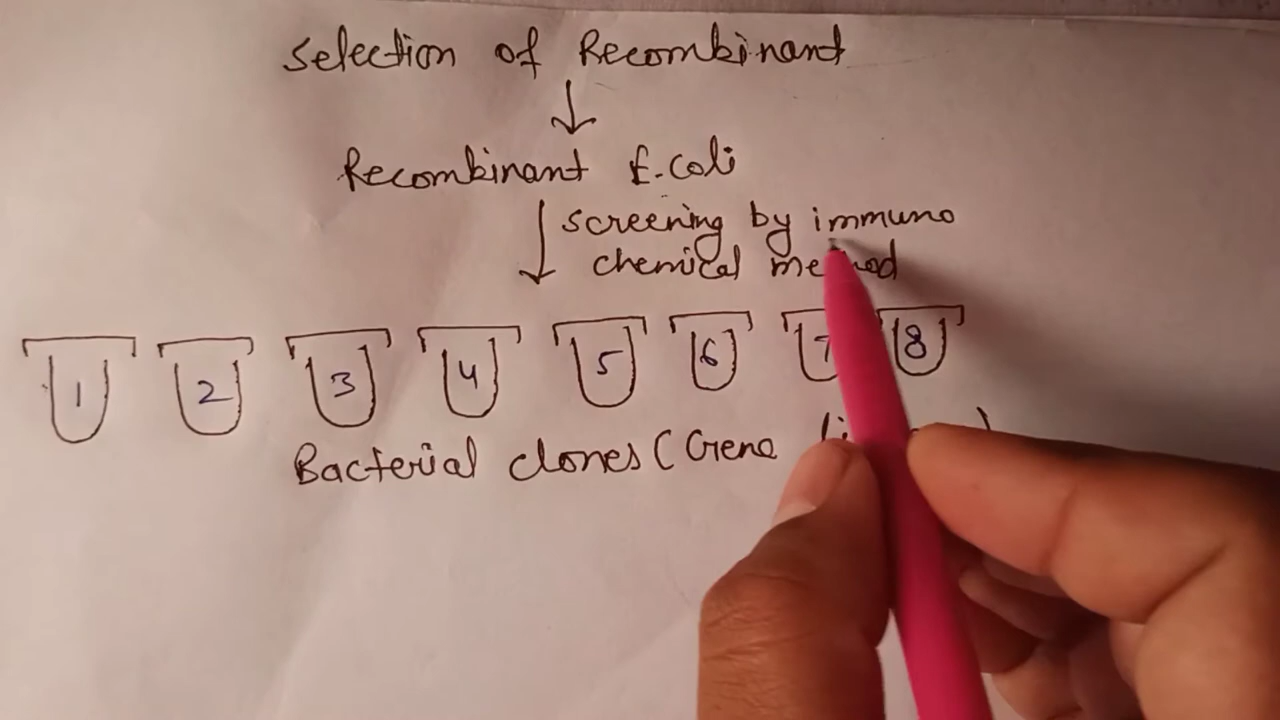 Selection of Recombinant
Recombinant E.coli
Screening by immuno
chemical
1 2 3 4 5 6 7 8
Bacterial clones (Gene